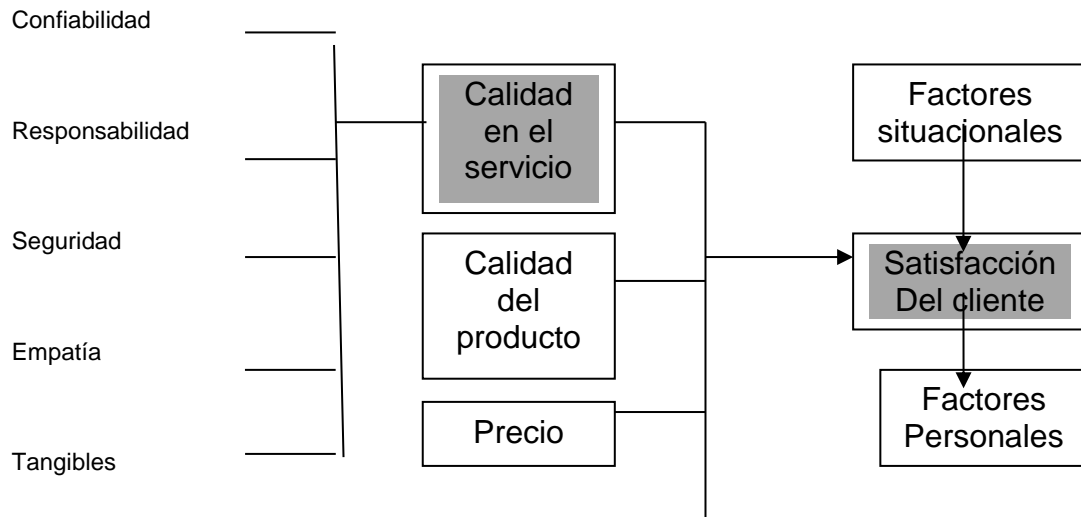 Confiabilidad
Responsabilidad
Seguridad
Empatía
Tangibles
Calidad
en el
servicio
Calidad
del
producto
Precio
Factores
situacionales
Satisfacción
Del cliente
Factores
Personales